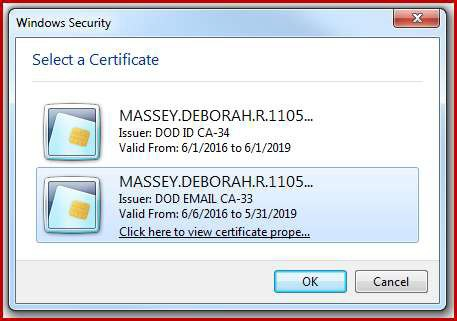 Windows Security
Select a Certificate
MASSEY.DEBORAH.R.1105...
Issuer: DOD ID CA-34
Valid From: 6/1/2016 to 6/1/2019
MASSEY.DEBORAH.R.1105...
Issuer: DOD EMAIL CA-33
Valid From: 6/6/2016 to 5/31/2019
Click here to view certificate prope...
OK
Cancel